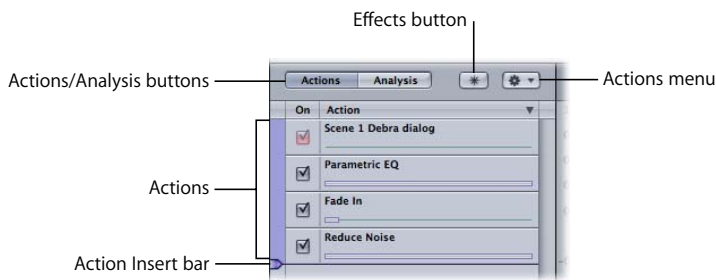 Effects button
Actions/Analysis buttons
Actions Analysis
Actions menu
On Action
Scene 1 Debra dialog
Parametric EQ
Actions
Fade In
Reduce Noise
Action Insert bar